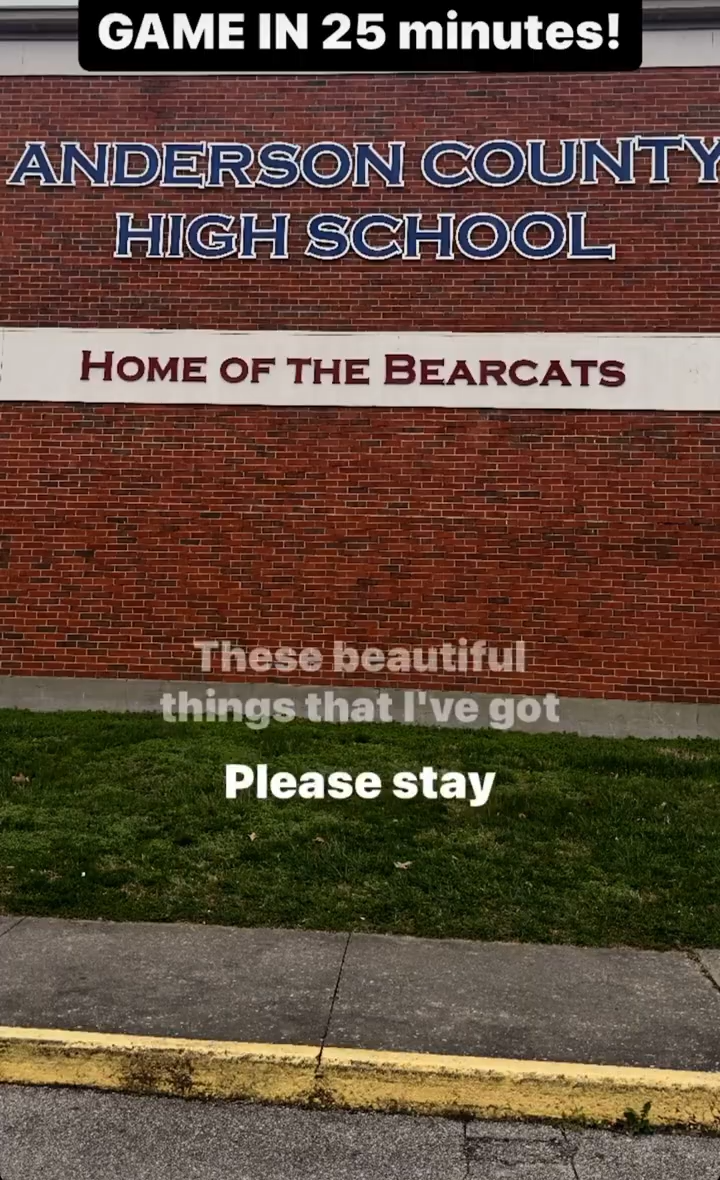 GAME IN 25 minutes!
ANDERSON COUNTY
HIGH SCHOOL
HOME OF THE BEARCATS
These beautiful
things that I've got
Please stay